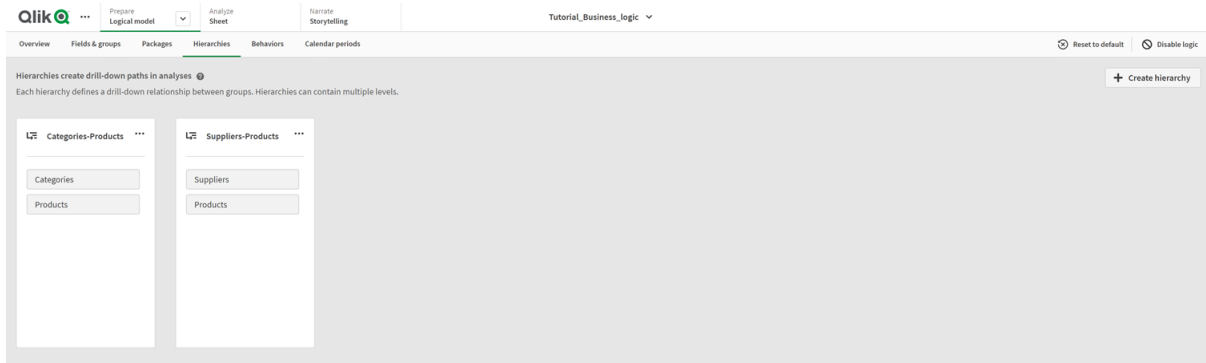 Qlik ... Prepare Logical model Analyze Sheet Narrate Storytelling Tutorial_Business_logic
Overview Fields & groups Packages Hierarchies Behaviors Calendar periods Reset to default Disable logic
Hierarchies create drill-down paths in analyses ?
Each hierarchy defines a drill-down relationship between groups. Hierarchies can contain multiple levels.
+ Create hierarchy
Categories-Products ...
Categories
Products
Suppliers-Products ...
Suppliers
Products